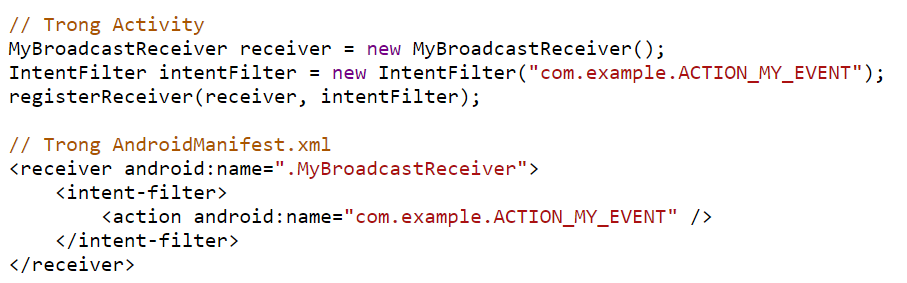 // Trong Activity
MyBroadcastReceiver receiver = new MyBroadcastReceiver();
IntentFilter intentFilter = new IntentFilter("com.example.ACTION_MY_EVENT");
registerReceiver(receiver, intentFilter);

// Trong AndroidManifest.xml
<receiver android:name=".MyBroadcastReceiver">
    <intent-filter>
        <action android:name="com.example.ACTION_MY_EVENT" />
    </intent-filter>
</receiver>